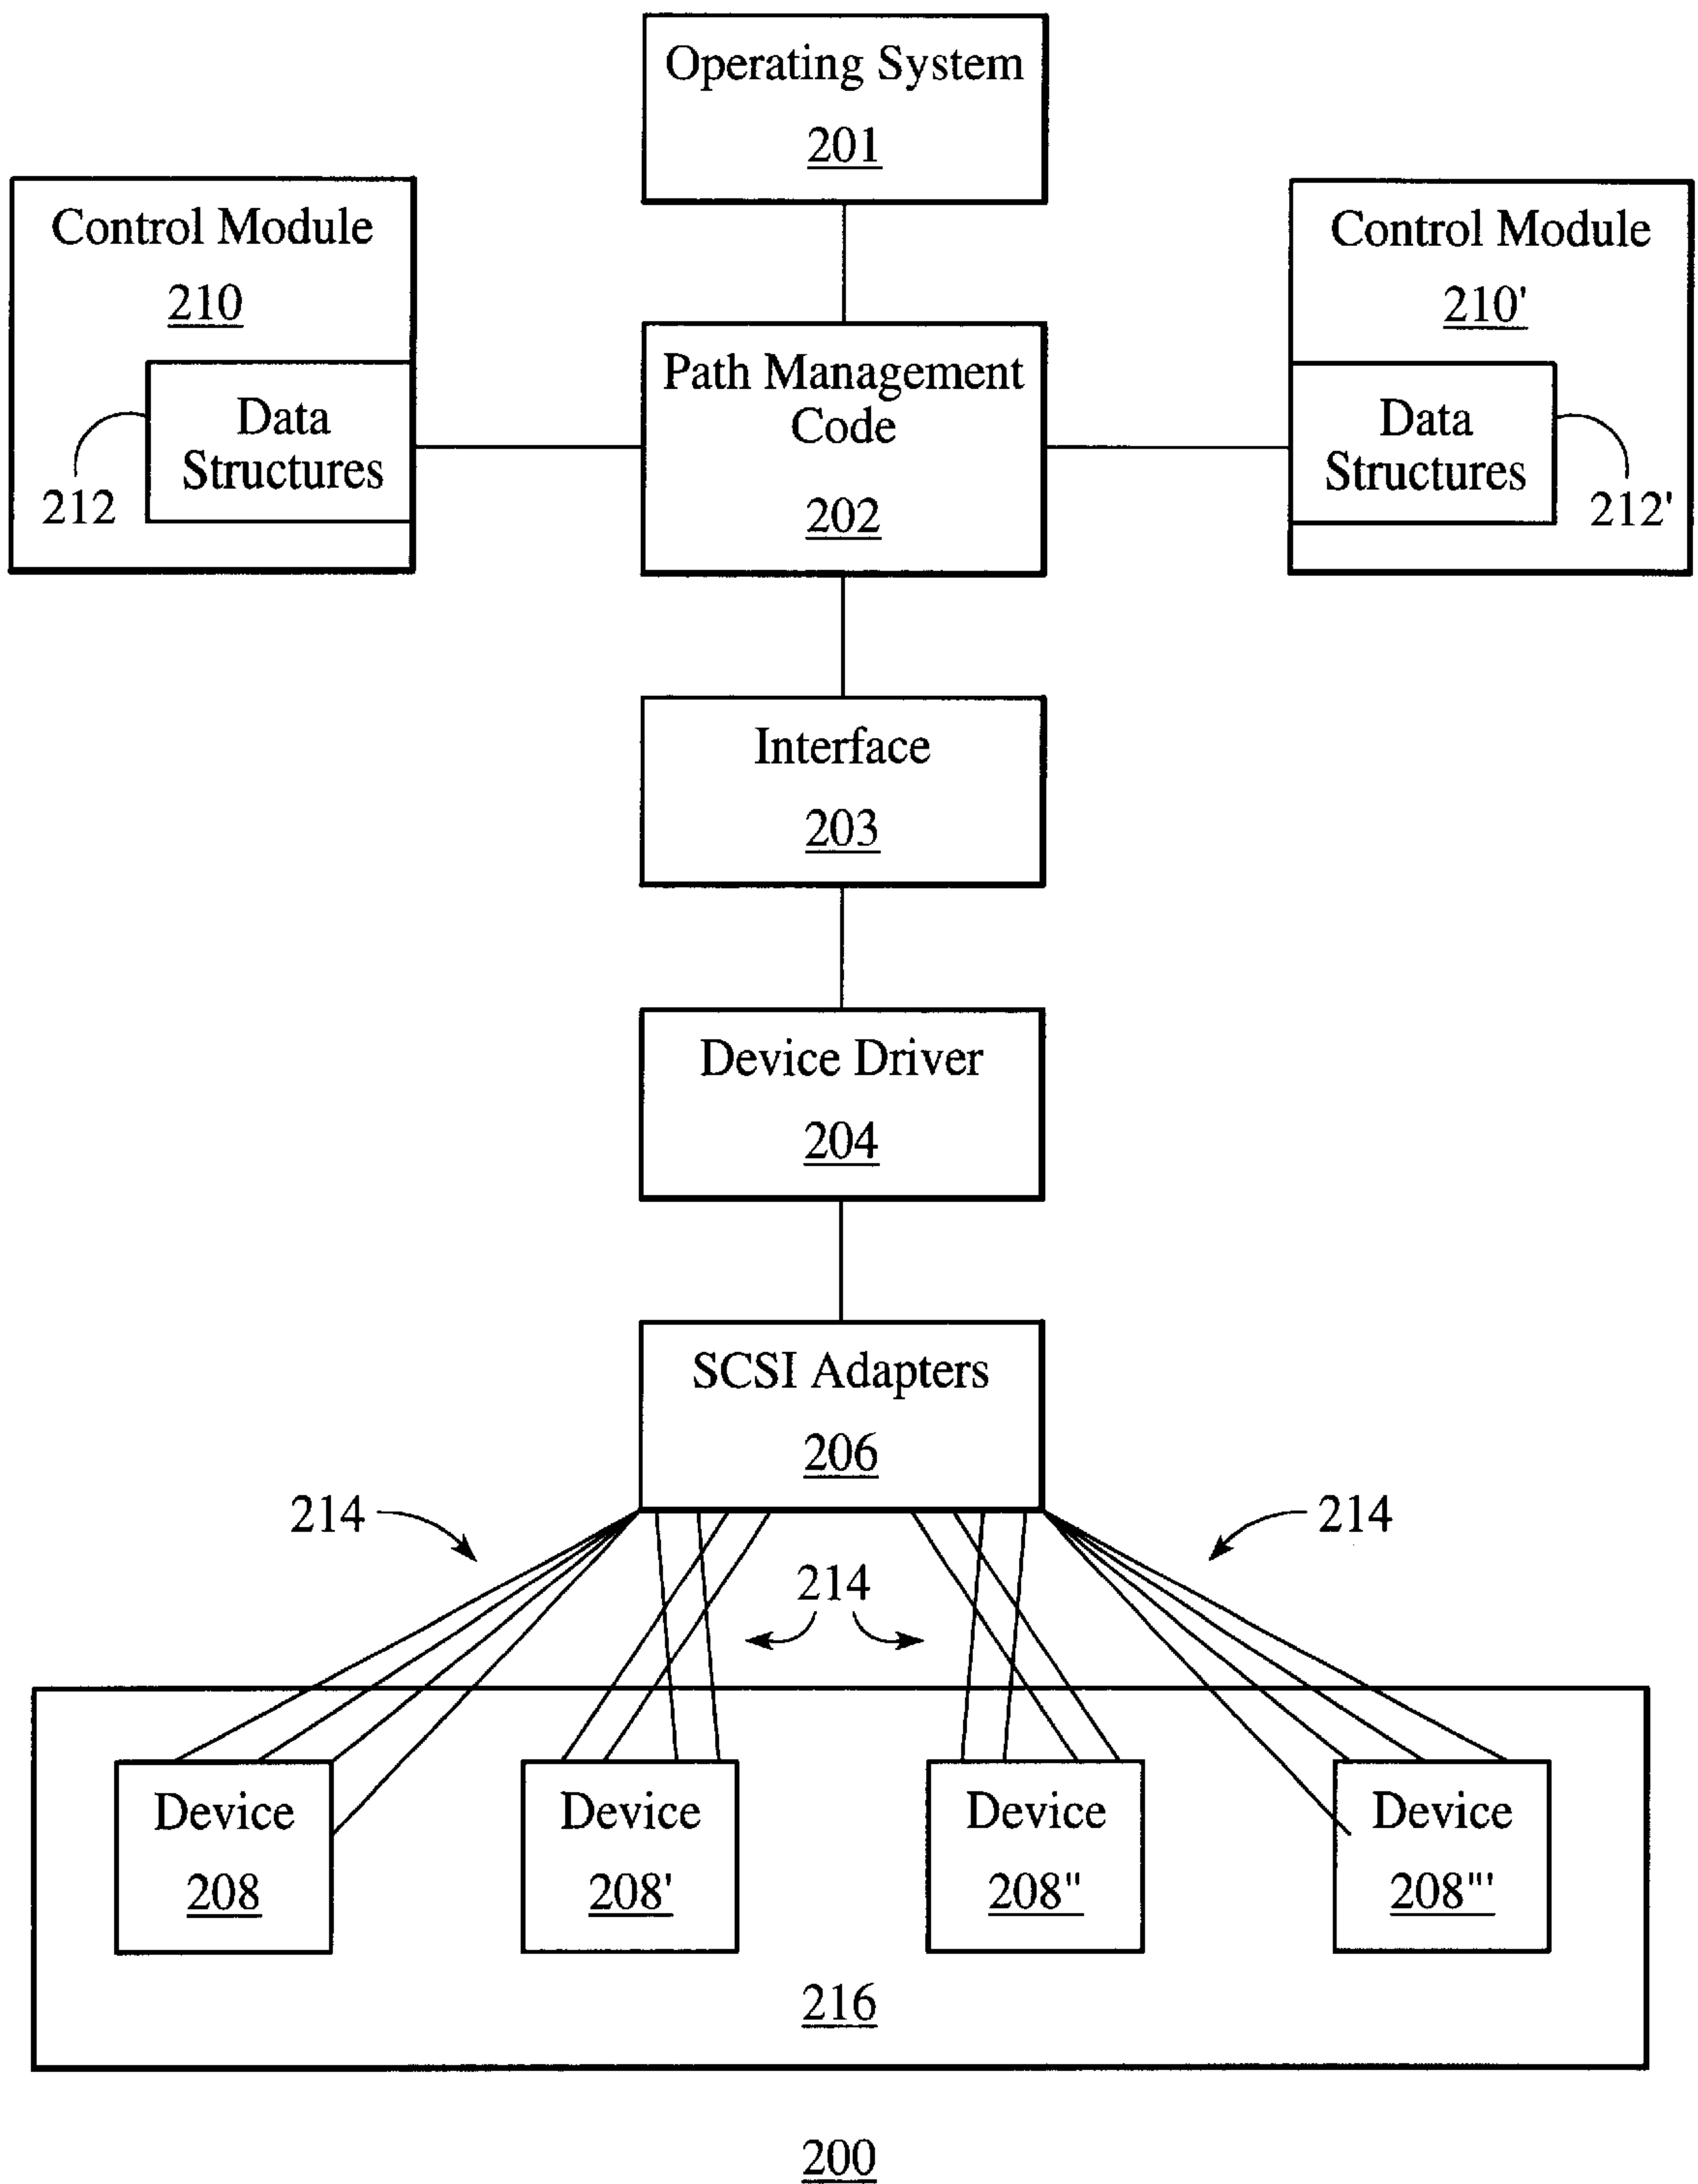 Operating System
201
Control Module
210
Data
Structures
212
Path Management
Code
202
Control Module
210'
Data
Structures
212'
Interface
203
Device Driver
204
SCSI Adapters
206
214
214
214
Device
208
Device
208'
Device
208"
Device
208"'
216
200